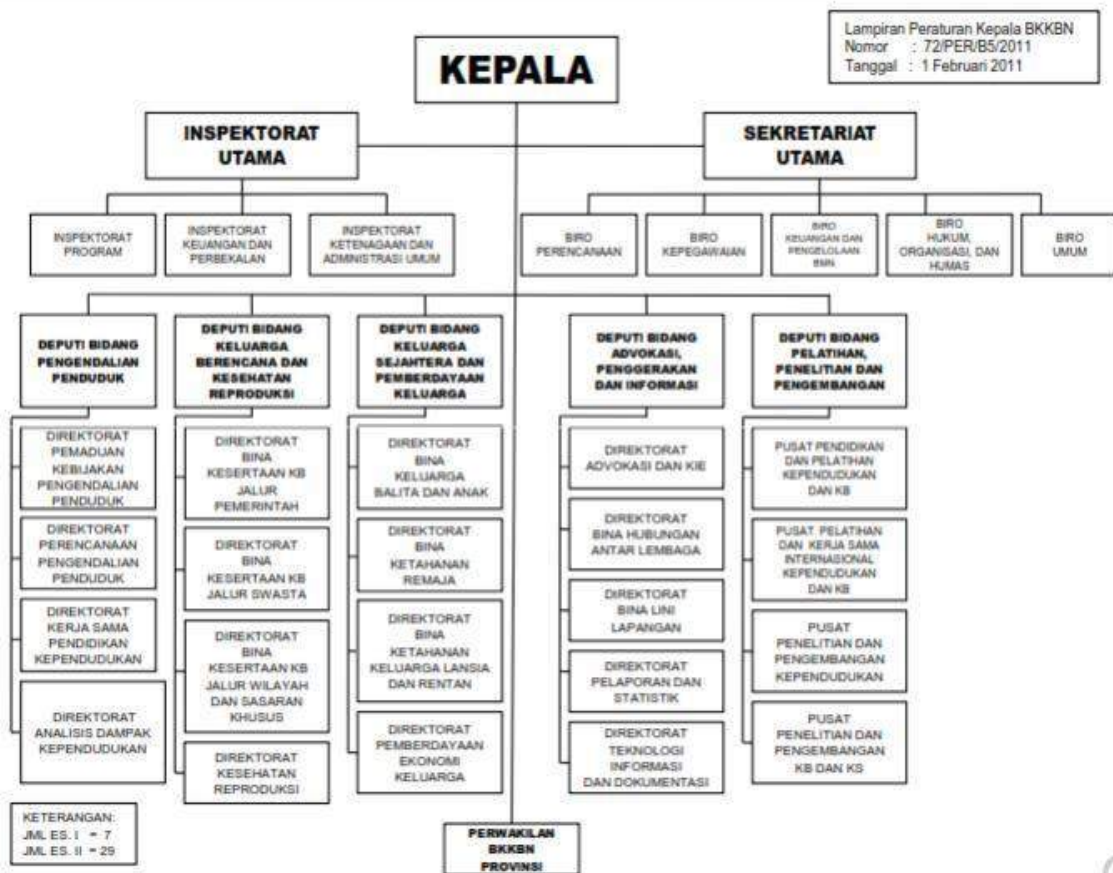 Lampiran Peraturan Kepala BKKBN
Nomor : 72/PER/B5/2011
Tanggal : 1 Februari 2011
KEPALA
INSPEKTORAT
UTAMA
SEKRETARIAT
UTAMA
INSPEKTORAT
PROGRAM
INSPEKTORAT
KEUANGAN DAN
PERBEKALAN
INSPEKTORAT
KETENAGAAN DAN
ADMINISTRASI UMUM
BIRO
PERENCANAAN
BIRO
KEPEGAWAIAN
BIRO
KEUANGAN DAN
PENGELOLAAN
BMN
BIRO
HUKUM,
ORGANISASI, DAN
HUMAS
BIRO
UMUM
DEPUTI BIDANG
PENGENDALIAN
PENDUDUK
DEPUTI BIDANG
KELUARGA
BERENCANA DAN
KESEHATAN
REPRODUKSI
DEPUTI BIDANG
KELUARGA
SEJAHTERA DAN
PEMBERDAYAAN
KELUARGA
DEPUTI BIDANG
ADVOKASI,
PENGGERAKAN
DAN INFORMASI
DEPUTI BIDANG
PELATIHAN,
PENELITIAN DAN
PENGEMBANGAN
DIREKTORAT
PEMADUAN
KEBIJAKAN
PENGENDALIAN
PENDUDUK
DIREKTORAT
PERENCANAAN
PENGENDALIAN
PENDUDUK
DIREKTORAT
KERJA SAMA
PENDIDIKAN
KEPENDUDUKAN
DIREKTORAT
ANALISIS DAMPAK
KEPENDUDUKAN
DIREKTORAT
BINA
KESERTAAN KB
JALUR
PEMERINTAH
DIREKTORAT
BINA
KESERTAAN KB
JALUR SWASTA
DIREKTORAT
BINA
KESERTAAN KB
JALUR WILAYAH
DAN SASARAN
KHUSUS
DIREKTORAT
KESEHATAN
REPRODUKSI
DIREKTORAT
BINA
KELUARGA
BALITA DAN ANAK
DIREKTORAT
BINA
KETAHANAN
REMAJA
DIREKTORAT
BINA
KETAHANAN
KELUARGA LANSIA
DAN RENTAN
DIREKTORAT
PEMBERDAYAAN
EKONOMI
KELUARGA
DIREKTORAT
ADVOKASI DAN KIE
DIREKTORAT
BINA HUBUNGAN
ANTAR LEMBAGA
DIREKTORAT
BINA LINI
LAPANGAN
DIREKTORAT
PELAPORAN DAN
STATISTIK
DIREKTORAT
TEKNOLOGI
INFORMASI
DAN DOKUMENTASI
PUSAT PENDIDIKAN
DAN PELATIHAN
KEPENDUDUKAN
DAN KB
PUSAT PELATIHAN
DAN KERJA SAMA
INTERNASIONAL
KEPENDUDUKAN
DAN KB
PUSAT
PENELITIAN DAN
PENGEMBANGAN
KEPENDUDUKAN
PUSAT
PENELITIAN DAN
PENGEMBANGAN
KB DAN KS
KETERANGAN:
JML ES. I = 7
JML ES. II = 29
PERWAKILAN
BKKBN
PROVINSI